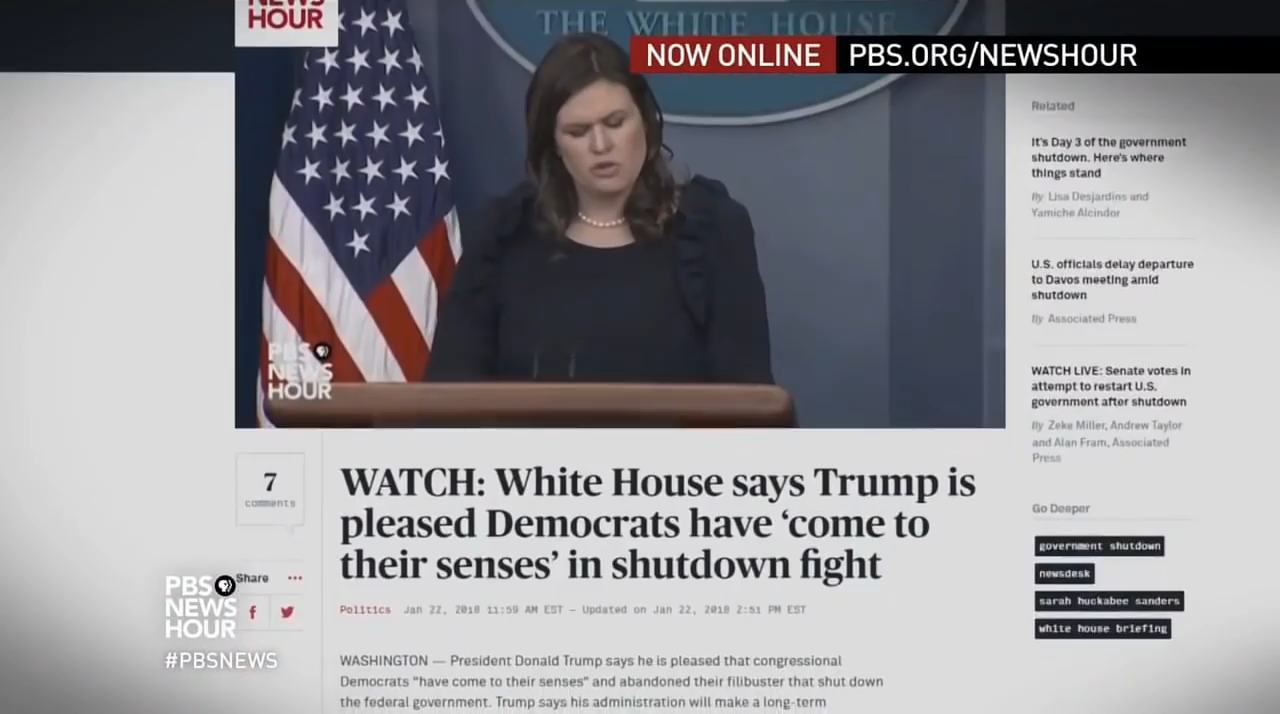 NEWS
HOUR
THE WHITE HOUSE
NOW ONLINE PBS.ORG/NEWSHOUR
PBS
NEWS
HOUR
Related
It's Day 3 of the government
shutdown. Here's where
things stand
By Lisa Desjardins and
Yamiche Alcindor
U.S. officials delay departure
to Davos meeting amid
shutdown
By Associated Press
WATCH LIVE: Senate votes in
attempt to restart U.S.
government after shutdown
By Zeke Miller, Andrew Taylor
and Alan Fram, Associated
Press
Go Deeper
government shutdown
newsdesk
sarah huckabee sanders
white house briefing
7
comments
Share
WATCH: White House says Trump is
pleased Democrats have ‘come to
their senses’ in shutdown fight
Politics Jan 22, 2018 11:59 AM EST — Updated on Jan 22, 2018 2:51 PM EST
WASHINGTON — President Donald Trump says he is pleased that congressional
Democrats "have come to their senses" and abandoned their filibuster that shut down
the federal government. Trump says his administration will make a long-term
PBS
NEWS
HOUR
#PBSNEWS